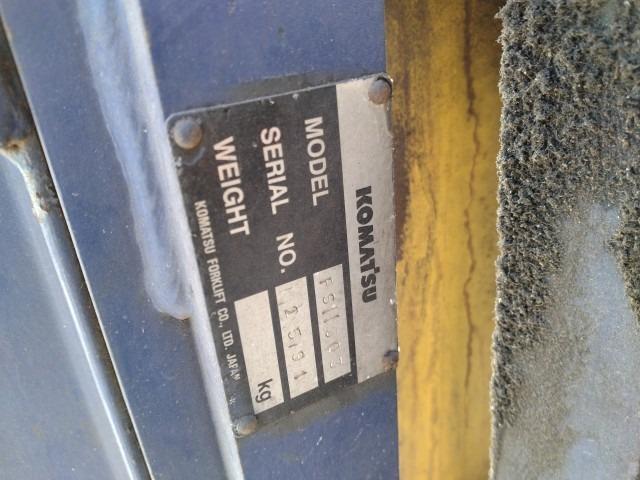 KOMATSU
MODEL
SERIAL NO.
WEIGHT kg
KOMATSU FORKLIFT CO., LTD. JAPAN